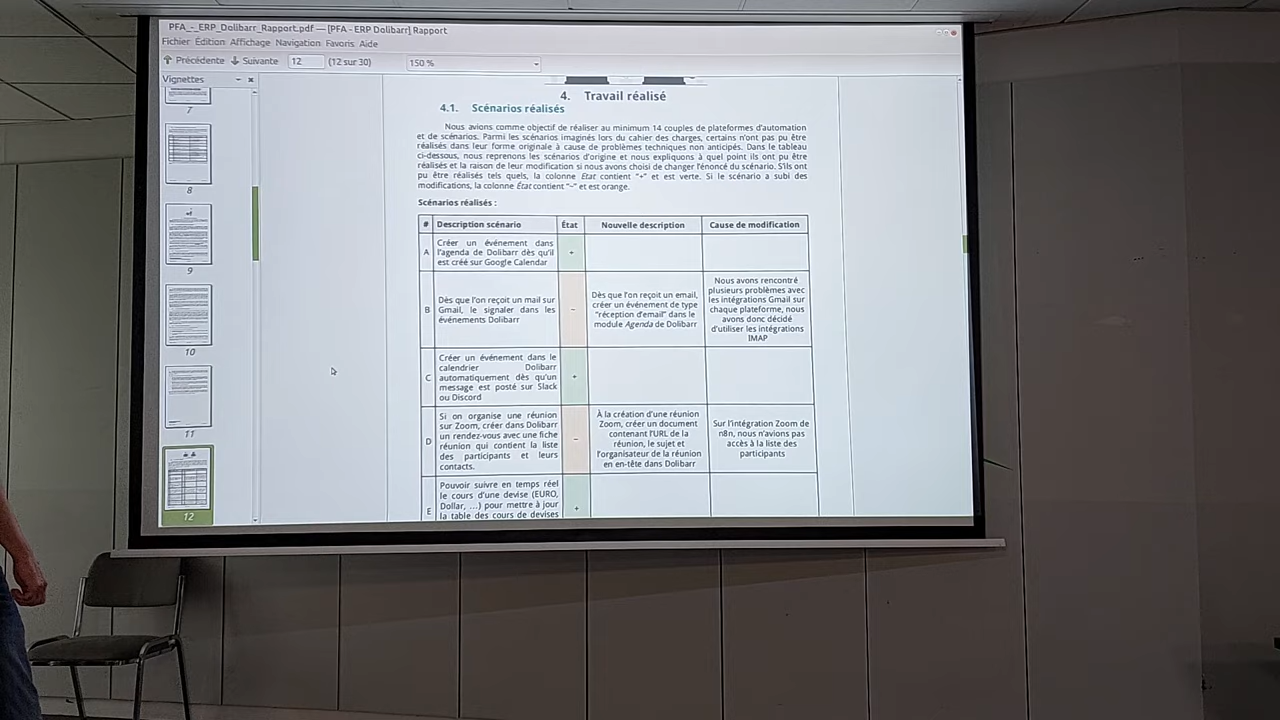 PFA_-_ERP_Dolibarr_Rapport.pdf — [PFA - ERP Dolibarr] Rapport
Fichier Édition Affichage Navigation Favoris Aide
Précédente Suivante 12 (12 sur 30) 150 %
Vignettes
7
8
9
10
11
12
4. Travail réalisé
4.1. Scénarios réalisés
Nous avions comme objectif de réaliser au minimum 14 couples de plateformes d'automation
et de scénarios. Parmi les scénarios imaginés lors du cahier des charges, certains n'ont pas pu être
réalisés dans leur forme originale à cause de problèmes techniques non anticipés. Dans le tableau
ci-dessous, nous reprenons les scénarios d'origine et nous expliquons à quel point ils ont pu être
réalisés et la raison de leur modification si nous avons choisi de changer l'énoncé du scénario. S'ils ont
pu être réalisés tels quels, la colonne État contient "+" et est verte. Si le scénario a subi des
modifications, la colonne État contient "~" et est orange.
Scénarios réalisés :
# Description scénario État Nouvelle description Cause de modification
A
Créer un événement dans
l'agenda de Dolibarr dès qu'il
est créé sur Google Calendar
+
B
Dès que l'on reçoit un mail sur
Gmail, le signaler dans les
événements Dolibarr
~
Dès que l'on reçoit un email,
créer un événement de type
"réception d'email" dans le
module Agenda de Dolibarr
Nous avons rencontré
plusieurs problèmes avec
les intégrations Gmail sur
chaque plateforme, nous
avons donc décidé
d'utiliser les intégrations
IMAP
C
Créer un événement dans le
calendrier Dolibarr
automatiquement dès qu'un
message est posté sur Slack
ou Discord
+
D
Si on organise une réunion
sur Zoom, créer dans Dolibarr
un rendez-vous avec une fiche
réunion qui contient la liste
des participants et leurs
contacts.
~
À la création d'une réunion
Zoom, créer un document
contenant l'URL de la
réunion, le sujet et
l'organisateur de la réunion
en en-tête dans Dolibarr
Sur l'intégration Zoom de
n8n, nous n'avions pas
accès à la liste des
participants
E
Pouvoir suivre en temps réel
le cours d'une devise (EURO,
Dollar, ...) pour mettre à jour
la table des cours de devises
+